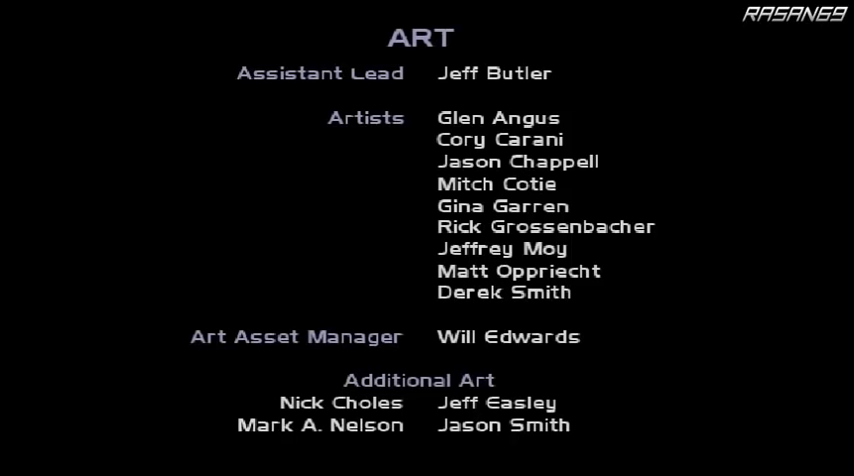 RASAN69
ART
Assistant Lead Jeff Butler
Artists Glen Angus
Cory Carani
Jason Chappell
Mitch Cotie
Gina Garren
Rick Grossenbacher
Jeffrey Moy
Matt Oppriecht
Derek Smith
Art Asset Manager Will Edwards
Additional Art
Nick Choles Jeff Easley
Mark A. Nelson Jason Smith